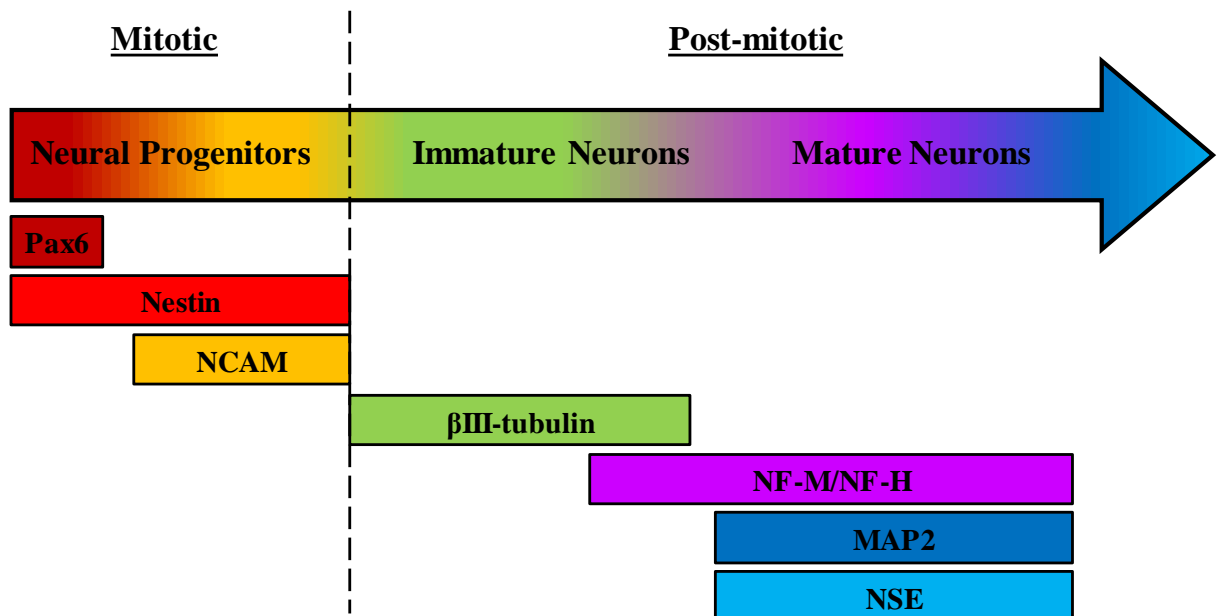 Mitotic
Post-mitotic
Neural Progenitors
Immature Neurons
Mature Neurons
Pax6
Nestin
NCAM
βIII-tubulin
NF-M/NF-H
MAP2
NSE